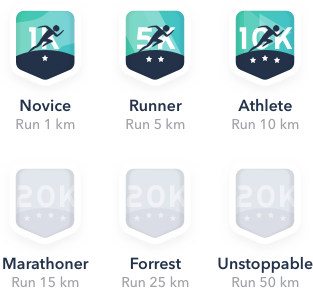 1K
5K
10K
Novice
Runner
Athlete
Run 1 km
Run 5 km
Run 10 km
20K
20K
20K
Marathoner
Forrest
Unstoppable
Run 15 km
Run 25 km
Run 50 km